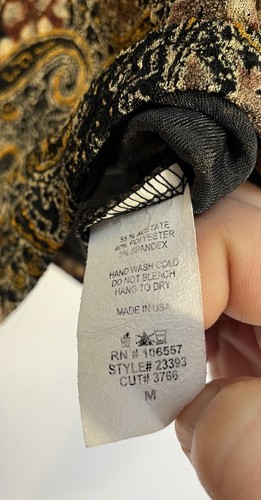 55% ACETATE
40% POLYESTER
5% SPANDEX
HAND WASH COLD
DO NOT BLEACH
HANG TO DRY
MADE IN USA
RN # 106557
STYLE# 23393
CUT# 3766
M